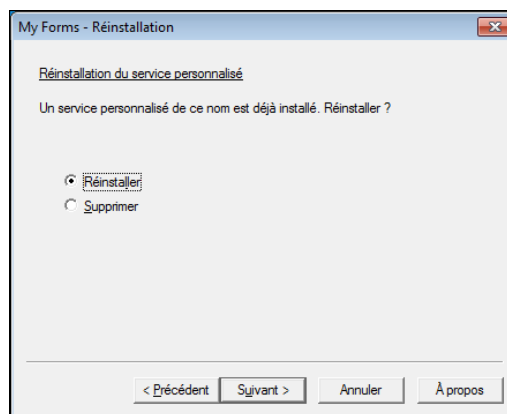 My Forms - Réinstallation
Réinstallation du service personnalisé
Un service personnalisé de ce nom est déjà installé. Réinstaller ?
Réinstaller
Supprimer
< Précédent
Suivant >
Annuler
À propos